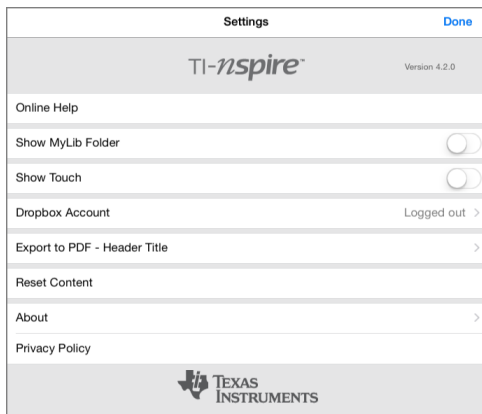 Settings
Done
TI-nspire™
Version 4.2.0
Online Help
Show MyLib Folder
Show Touch
Dropbox Account
Logged out >
Export to PDF - Header Title
>
Reset Content
About
>
Privacy Policy
TEXAS
INSTRUMENTS